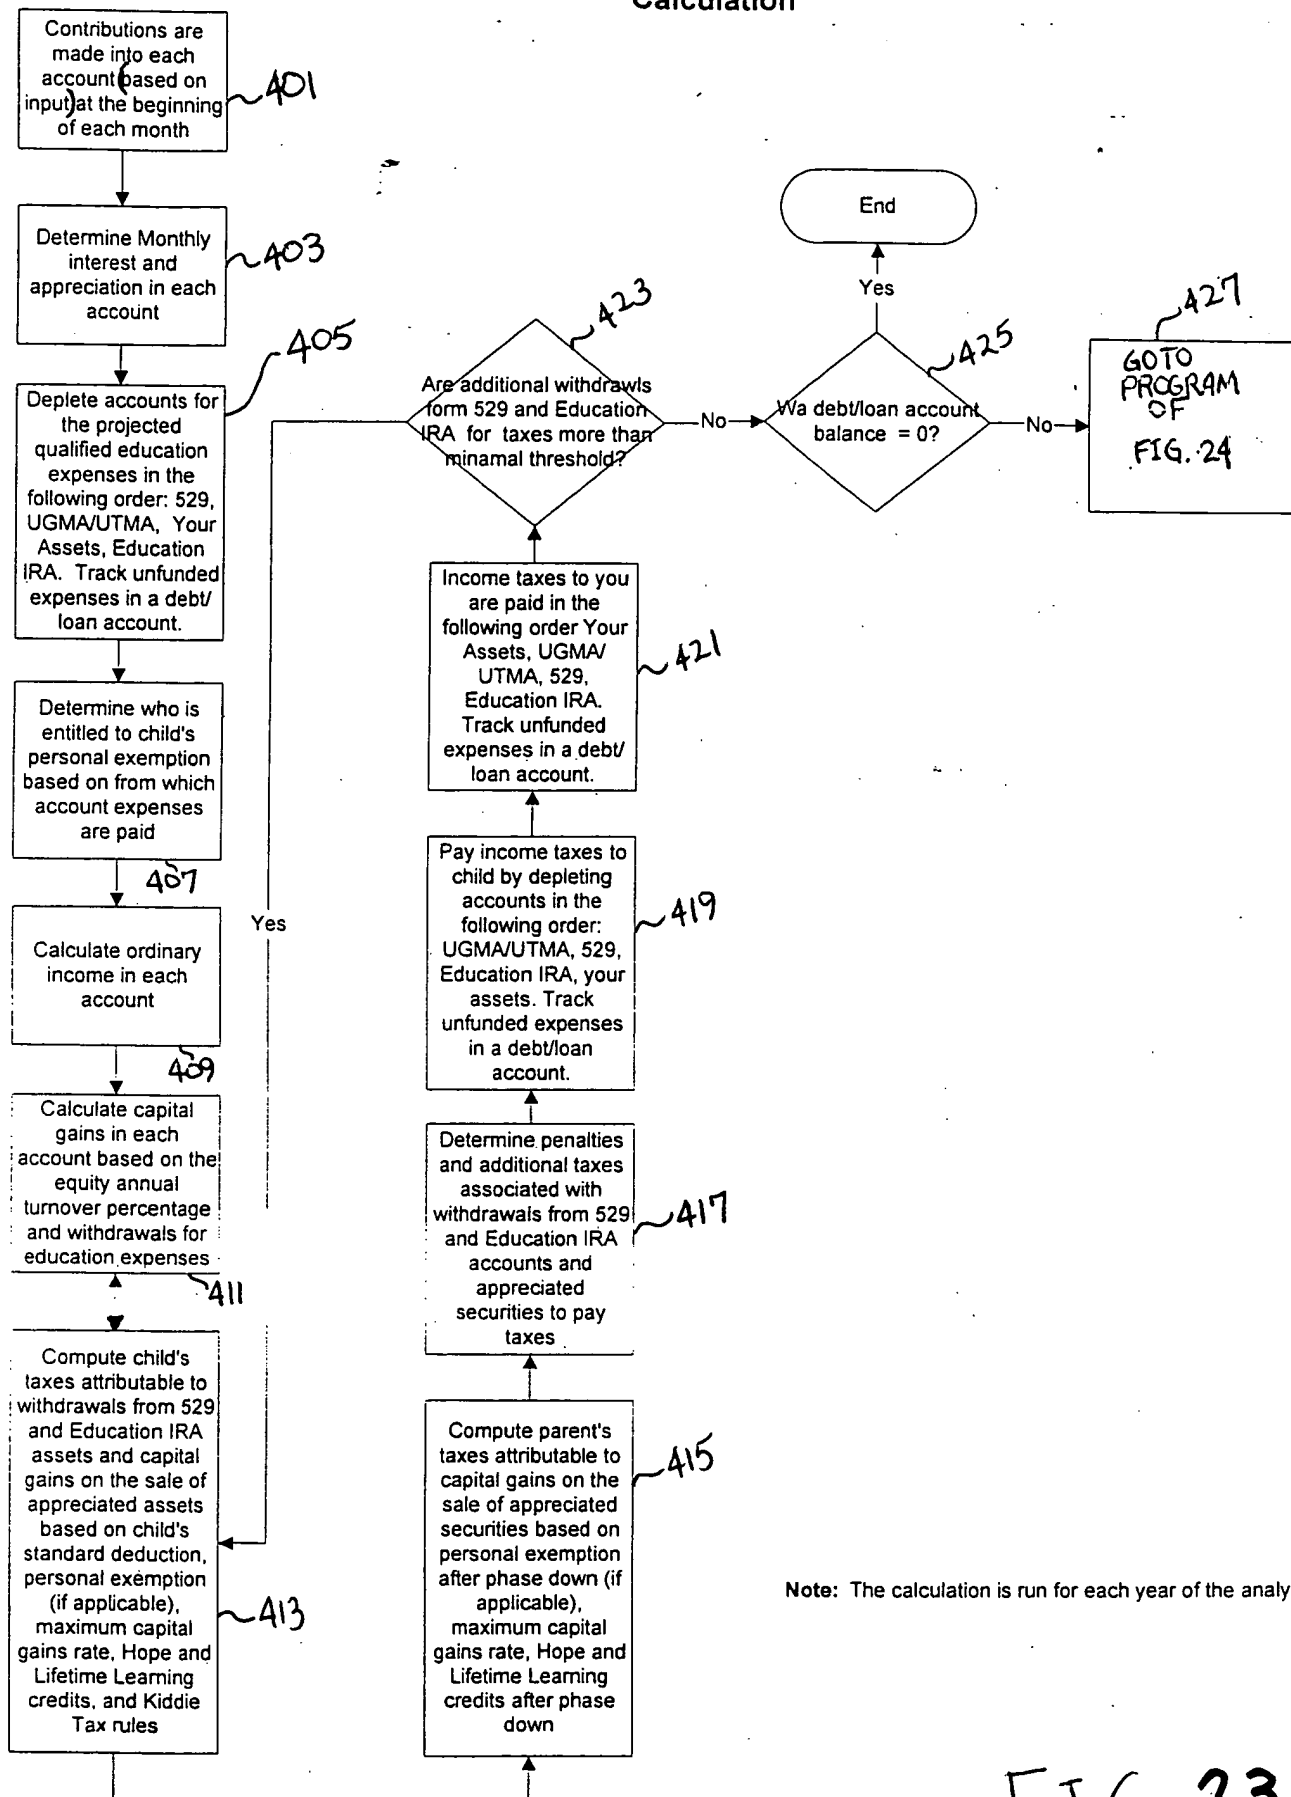 Calculation
Contributions are
made into each
account (based on
input) at the beginning
of each month
401
Determine Monthly
interest and
appreciation in each
account
403
Deplete accounts for
the projected
qualified education
expenses in the
following order: 529,
UGMA/UTMA, Your
Assets, Education
IRA. Track unfunded
expenses in a debt/
loan account.
405
Determine who is
entitled to child's
personal exemption
based on from which
account expenses
are paid
407
Calculate ordinary
income in each
account
409
Calculate capital
gains in each
account based on the
equity annual
turnover percentage
and withdrawals for
education expenses
411
Compute child's
taxes attributable to
withdrawals from 529
and Education IRA
assets and capital
gains on the sale of
appreciated assets
based on child's
standard deduction,
personal exemption
(if applicable),
maximum capital
gains rate, Hope and
Lifetime Learning
credits, and Kiddie
Tax rules
413
Yes
Compute parent's
taxes attributable to
capital gains on the
sale of appreciated
securities based on
personal exemption
after phase down (if
applicable),
maximum capital
gains rate, Hope and
Lifetime Learning
credits after phase
down
415
Determine penalties
and additional taxes
associated with
withdrawals from 529
and Education IRA
accounts and
appreciated
securities to pay
taxes
417
Pay income taxes to
child by depleting
accounts in the
following order:
UGMA/UTMA, 529,
Education IRA, your
assets. Track
unfunded expenses
in a debt/loan
account.
419
Income taxes to you
are paid in the
following order Your
Assets, UGMA/
UTMA, 529,
Education IRA.
Track unfunded
expenses in a debt/
loan account.
421
Are additional withdrawls
form 529 and Education
IRA for taxes more than
minamal threshold?
423
No
Wa debt/loan account
balance = 0?
425
Yes
End
No
GOTO
PROGRAM
OF
FIG. 24
427
Note: The calculation is run for each year of the analy
FIG. 23